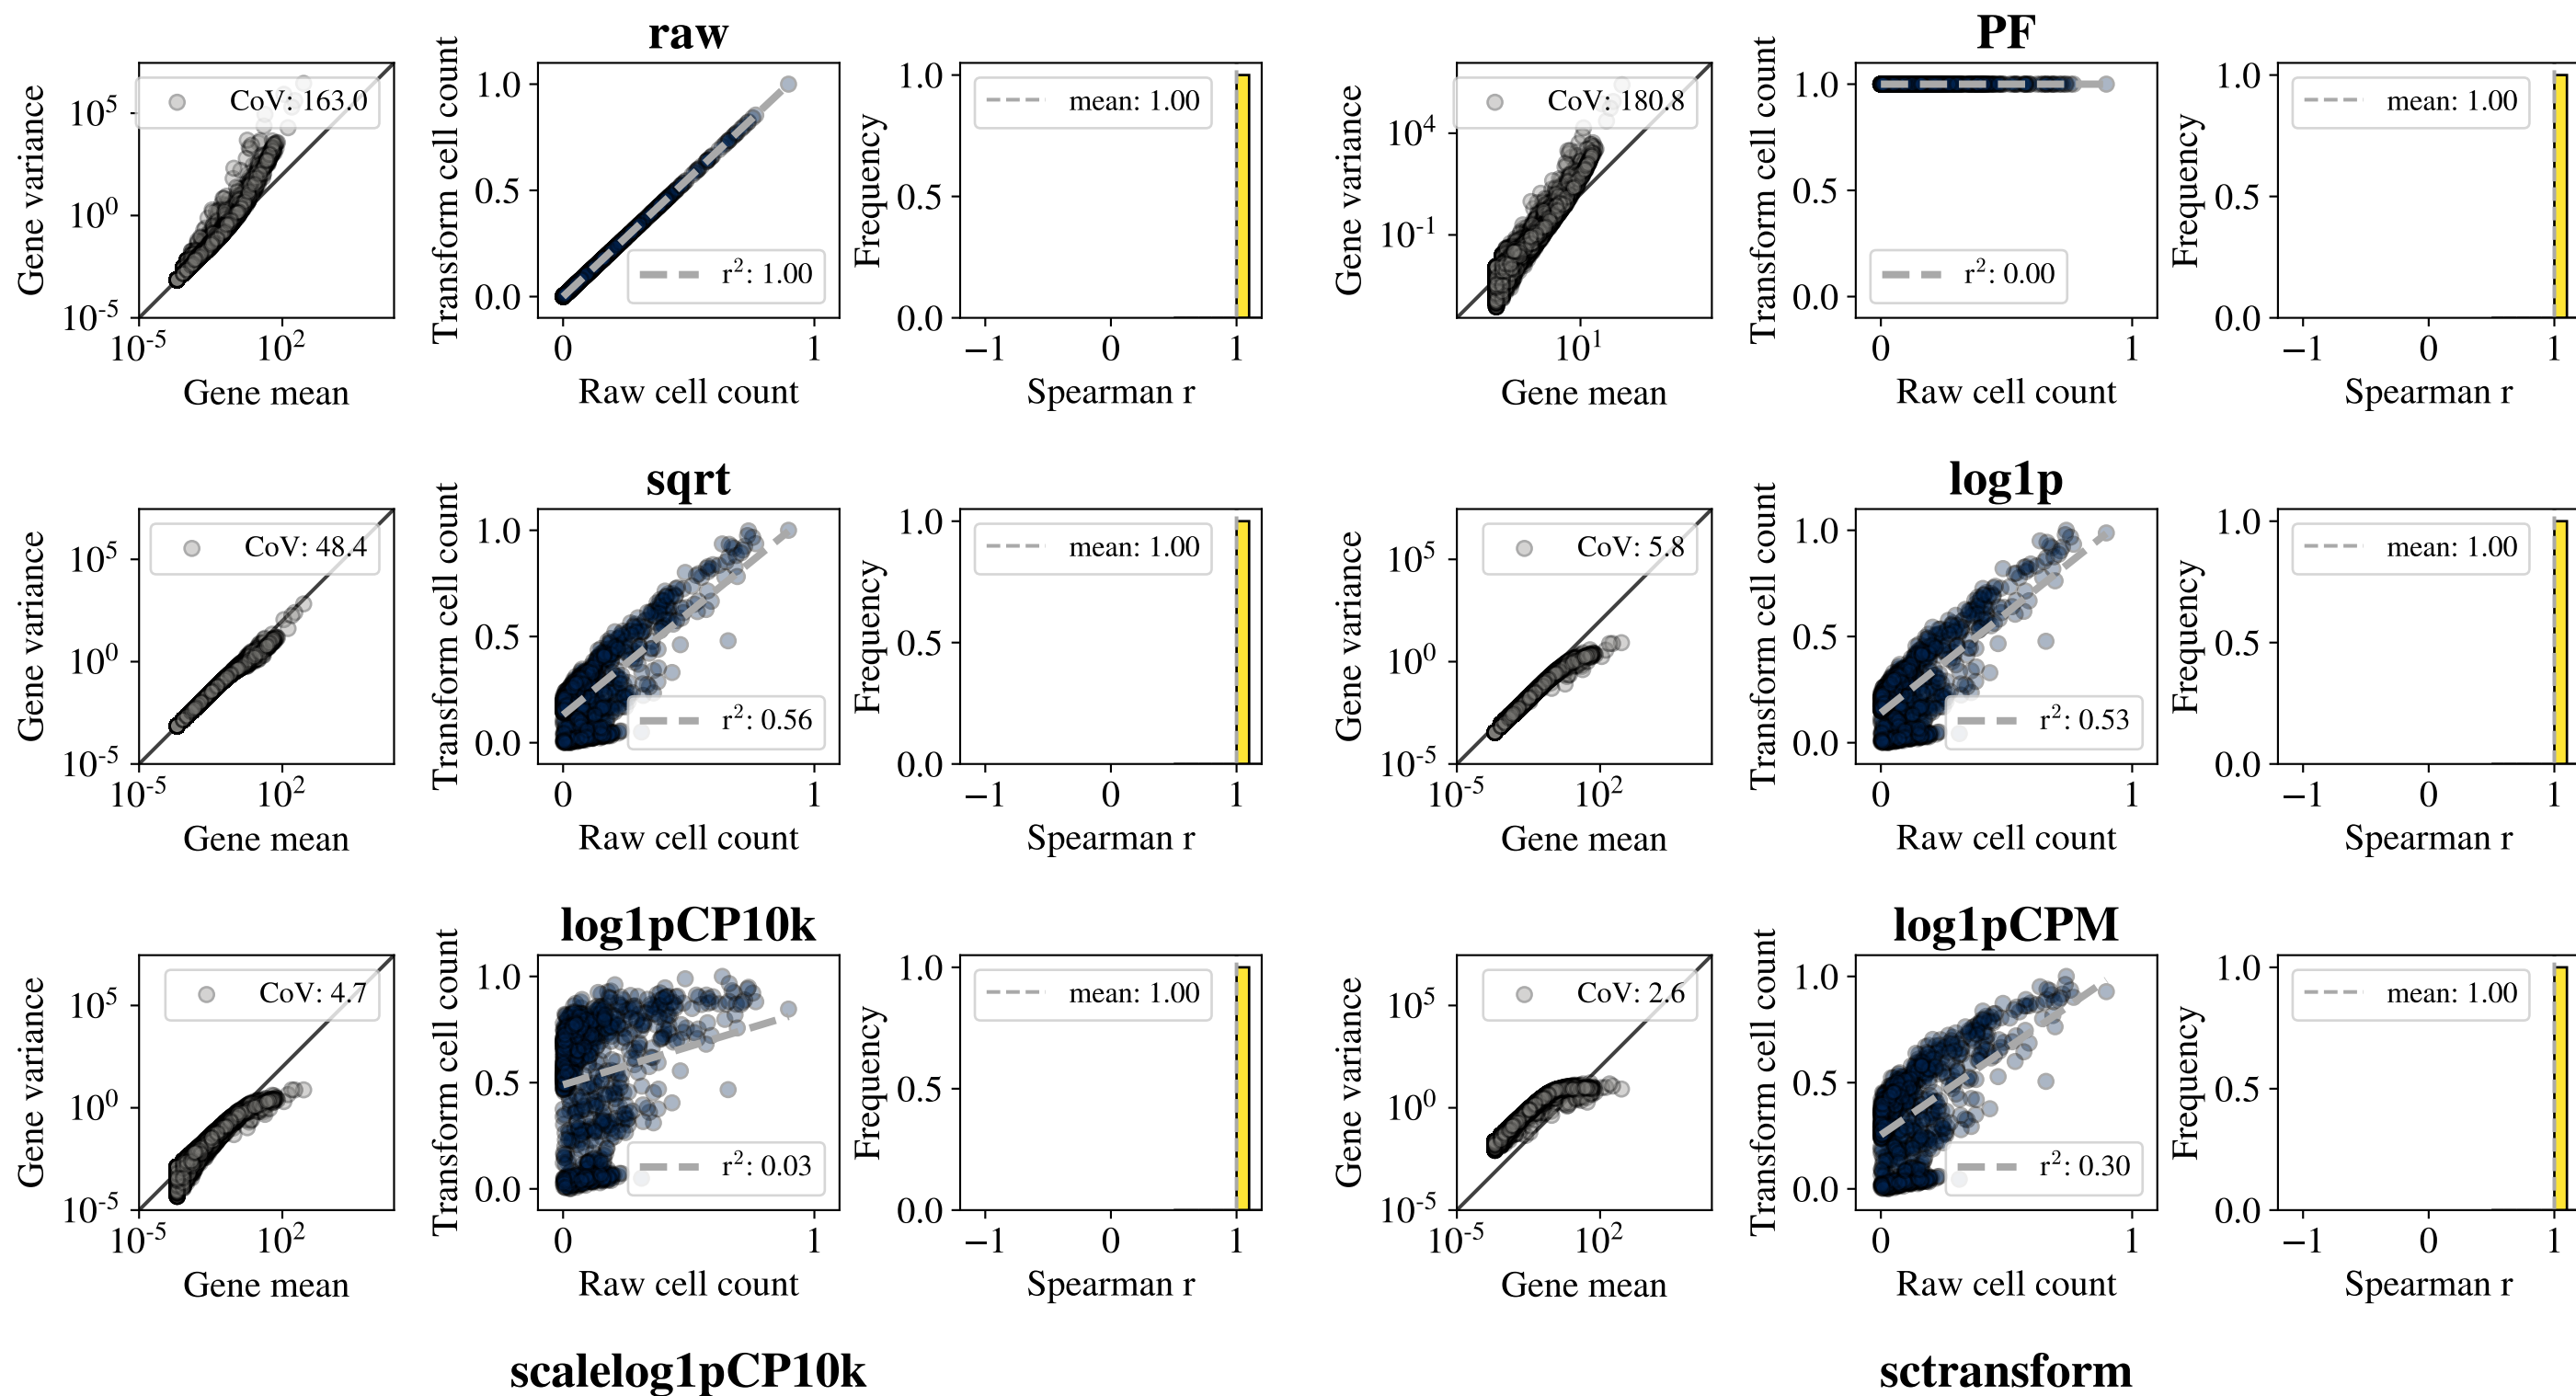 raw
Gene variance
10^5
10^0
10^-5
CoV: 163.0
10^-5
10^2
Gene mean
Transform cell count
1.0
0.5
0.0
r^2: 1.00
0
1
Raw cell count
Frequency
1.0
0.5
0.0
mean: 1.00
−1
0
1
Spearman r
PF
Gene variance
10^4
10^-1
CoV: 180.8
10^1
Gene mean
Transform cell count
1.0
0.5
0.0
r^2: 0.00
0
1
Raw cell count
Frequency
1.0
0.5
0.0
mean: 1.00
−1
0
1
Spearman r
sqrt
Gene variance
10^5
10^0
10^-5
CoV: 48.4
10^-5
10^2
Gene mean
Transform cell count
1.0
0.5
0.0
r^2: 0.56
0
1
Raw cell count
Frequency
1.0
0.5
0.0
mean: 1.00
−1
0
1
Spearman r
log1p
Gene variance
10^5
10^0
10^-5
CoV: 5.8
10^-5
10^2
Gene mean
Transform cell count
1.0
0.5
0.0
r^2: 0.53
0
1
Raw cell count
Frequency
1.0
0.5
0.0
mean: 1.00
−1
0
1
Spearman r
log1pCP10k
Gene variance
10^5
10^0
10^-5
CoV: 4.7
10^-5
10^2
Gene mean
Transform cell count
1.0
0.5
0.0
r^2: 0.03
0
1
Raw cell count
Frequency
1.0
0.5
0.0
mean: 1.00
−1
0
1
Spearman r
log1pCPM
Gene variance
10^5
10^0
10^-5
CoV: 2.6
10^-5
10^2
Gene mean
Transform cell count
1.0
0.5
0.0
r^2: 0.30
0
1
Raw cell count
Frequency
1.0
0.5
0.0
mean: 1.00
−1
0
1
Spearman r
scalelog1pCP10k
sctransform